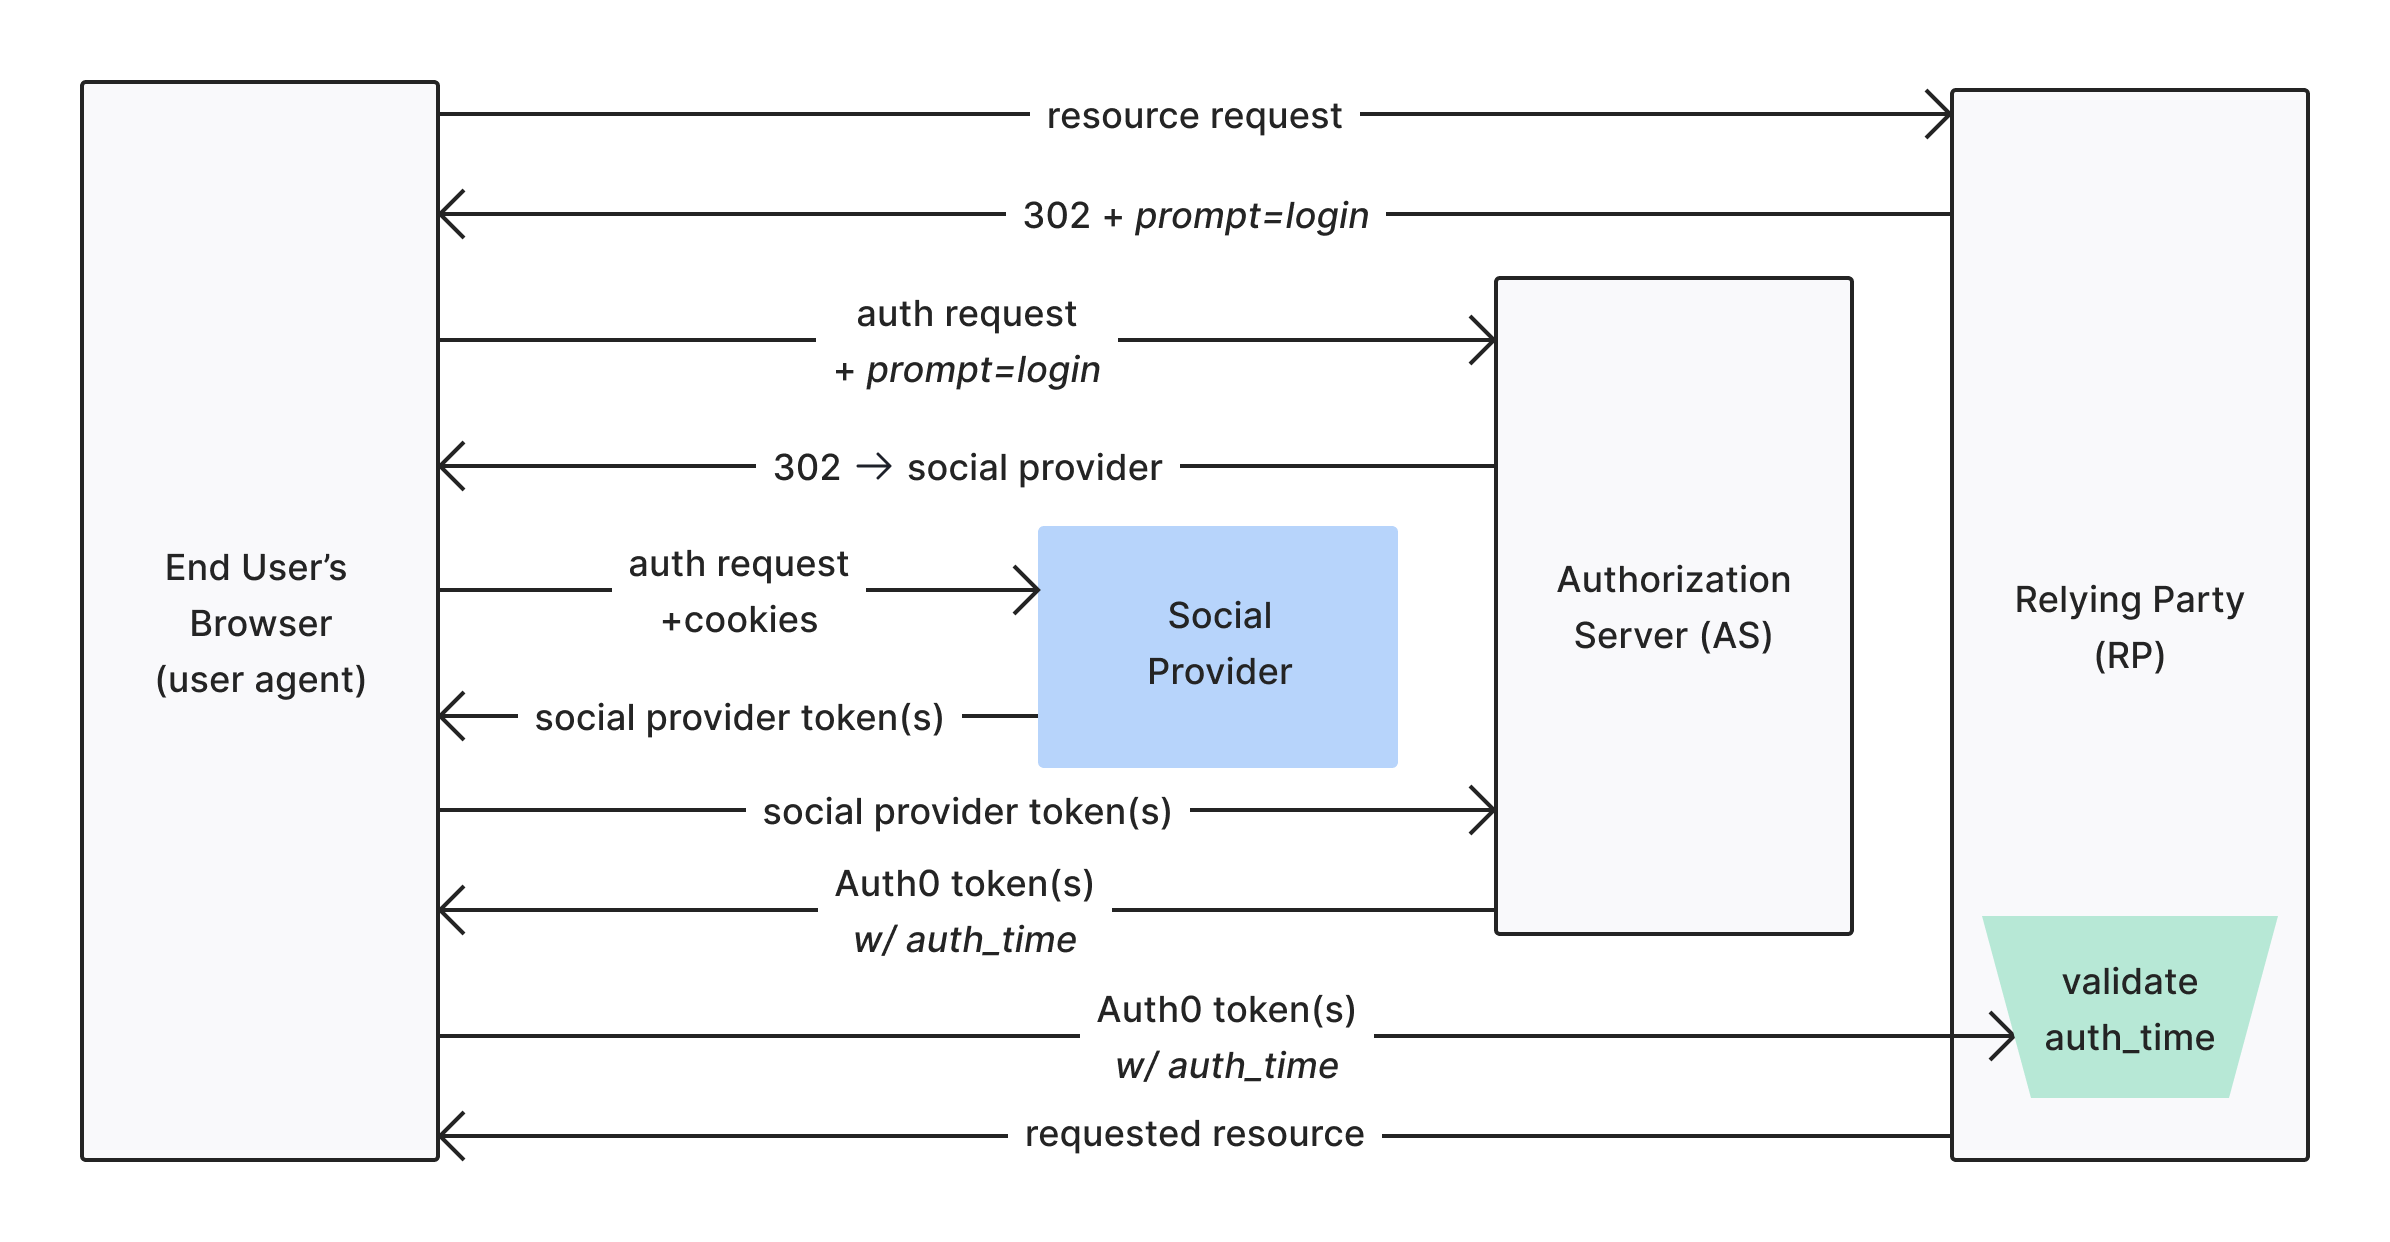 resource request
302 + prompt=login
auth request
+ prompt=login
302 → social provider
End User’s
Browser
(user agent)
auth request
+cookies
Social
Provider
Authorization
Server (AS)
Relying Party
(RP)
social provider token(s)
social provider token(s)
Auth0 token(s)
w/ auth_time
validate
auth_time
Auth0 token(s)
w/ auth_time
requested resource